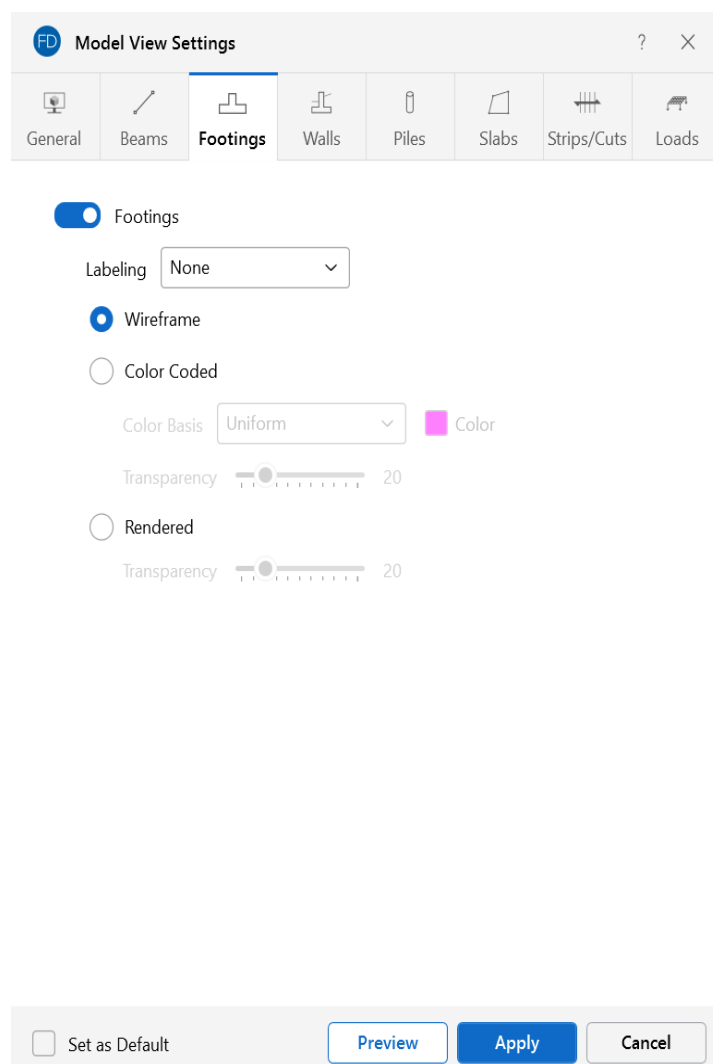 FD Model View Settings ?
General Beams Footings Walls Piles Slabs Strips/Cuts Loads
Footings
Labeling None
Wireframe
Color Coded
Color Basis Uniform Color
Transparency 20
Rendered
Transparency 20
Set as Default Preview Apply Cancel